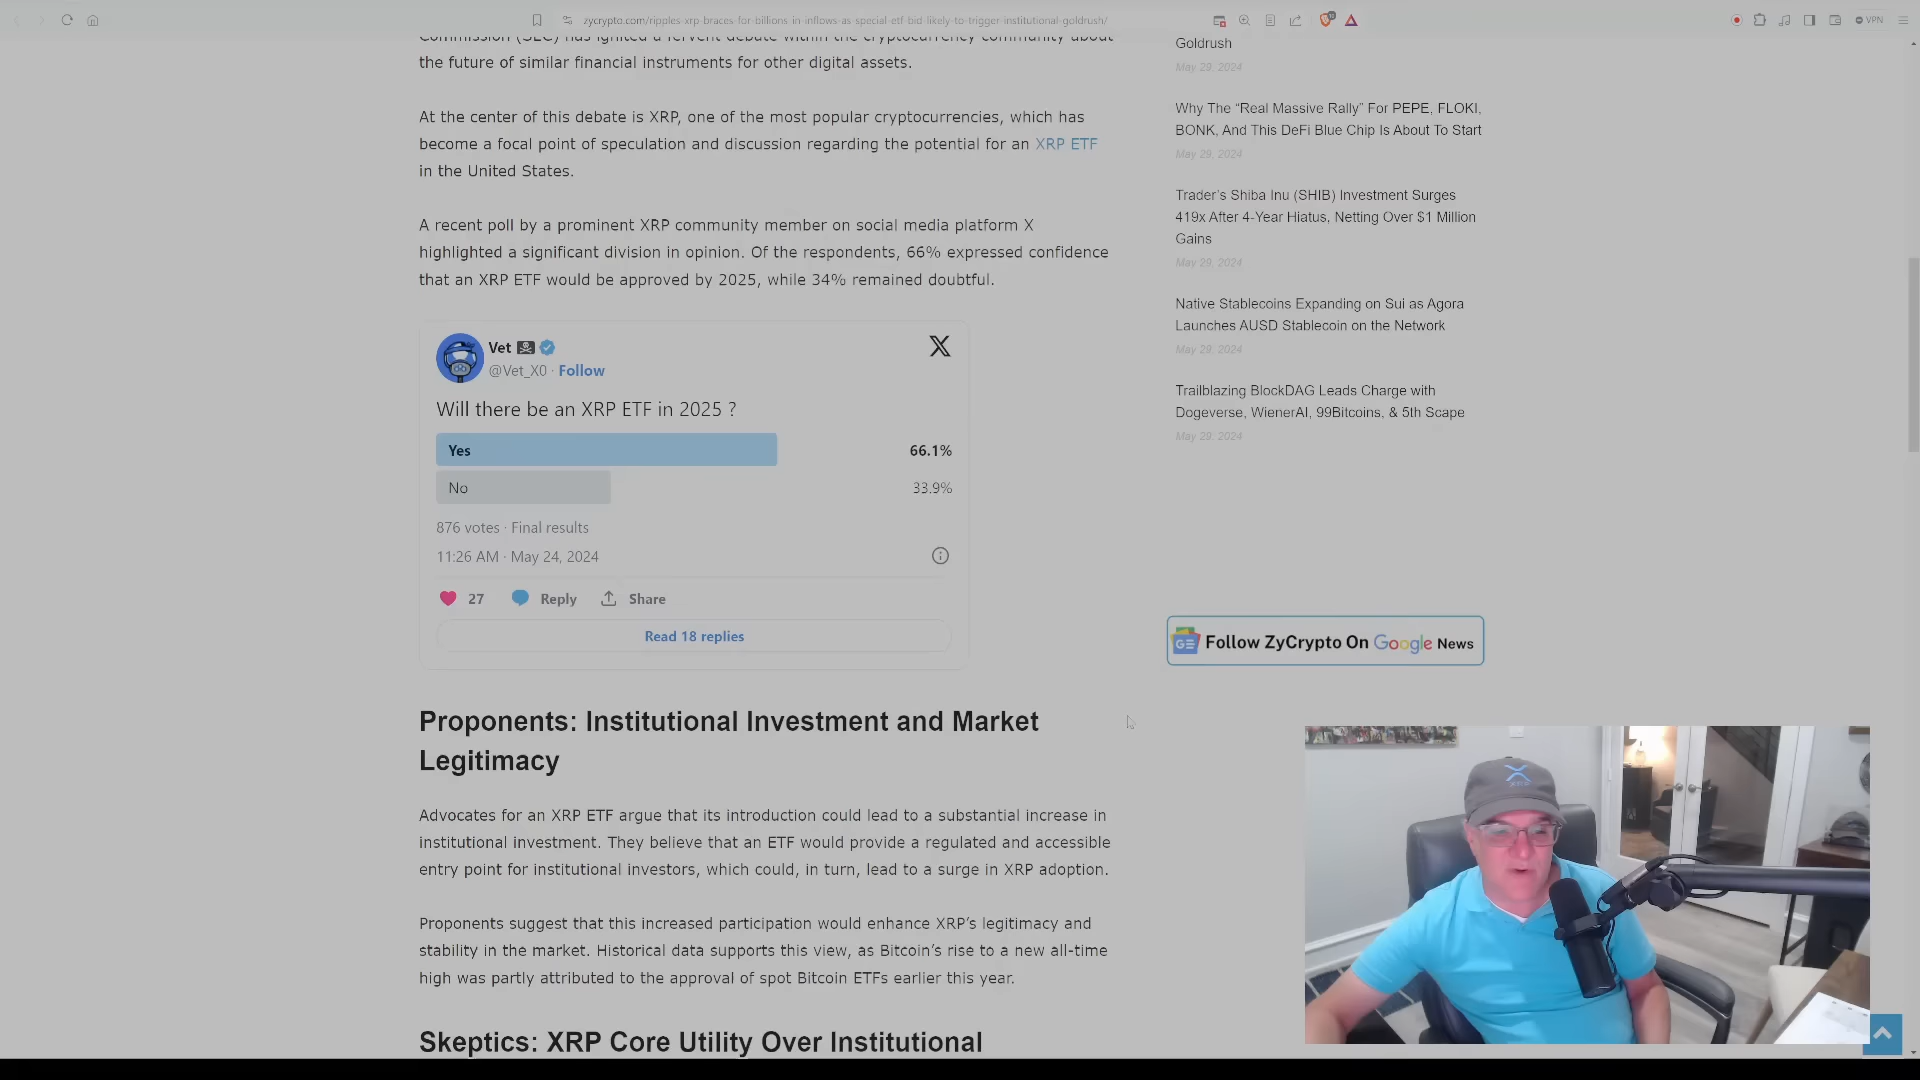 zycrypto.com/ripples-xrp-braces-for-billions-in-inflows-as-special-etf-bid-likely-to-trigger-institutional-goldrush/
VPN
Commission (SEC) has ignited a fervent debate within the cryptocurrency community about
the future of similar financial instruments for other digital assets.
At the center of this debate is XRP, one of the most popular cryptocurrencies, which has
become a focal point of speculation and discussion regarding the potential for an XRP ETF
in the United States.
A recent poll by a prominent XRP community member on social media platform X
highlighted a significant division in opinion. Of the respondents, 66% expressed confidence
that an XRP ETF would be approved by 2025, while 34% remained doubtful.
Vet
@Vet_X0 · Follow
Will there be an XRP ETF in 2025 ?
Yes 66.1%
No 33.9%
876 votes · Final results
11:26 AM · May 24, 2024
27 Reply Share
Read 18 replies
Proponents: Institutional Investment and Market
Legitimacy
Advocates for an XRP ETF argue that its introduction could lead to a substantial increase in
institutional investment. They believe that an ETF would provide a regulated and accessible
entry point for institutional investors, which could, in turn, lead to a surge in XRP adoption.
Proponents suggest that this increased participation would enhance XRP’s legitimacy and
stability in the market. Historical data supports this view, as Bitcoin’s rise to a new all-time
high was partly attributed to the approval of spot Bitcoin ETFs earlier this year.
Skeptics: XRP Core Utility Over Institutional
Goldrush
May 29, 2024
Why The “Real Massive Rally” For PEPE, FLOKI,
BONK, And This DeFi Blue Chip Is About To Start
May 29, 2024
Trader’s Shiba Inu (SHIB) Investment Surges
419x After 4-Year Hiatus, Netting Over $1 Million
Gains
May 29, 2024
Native Stablecoins Expanding on Sui as Agora
Launches AUSD Stablecoin on the Network
May 29, 2024
Trailblazing BlockDAG Leads Charge with
Dogeverse, WienerAI, 99Bitcoins, & 5th Scape
May 29, 2024
GE Follow ZyCrypto On Google News
XRP